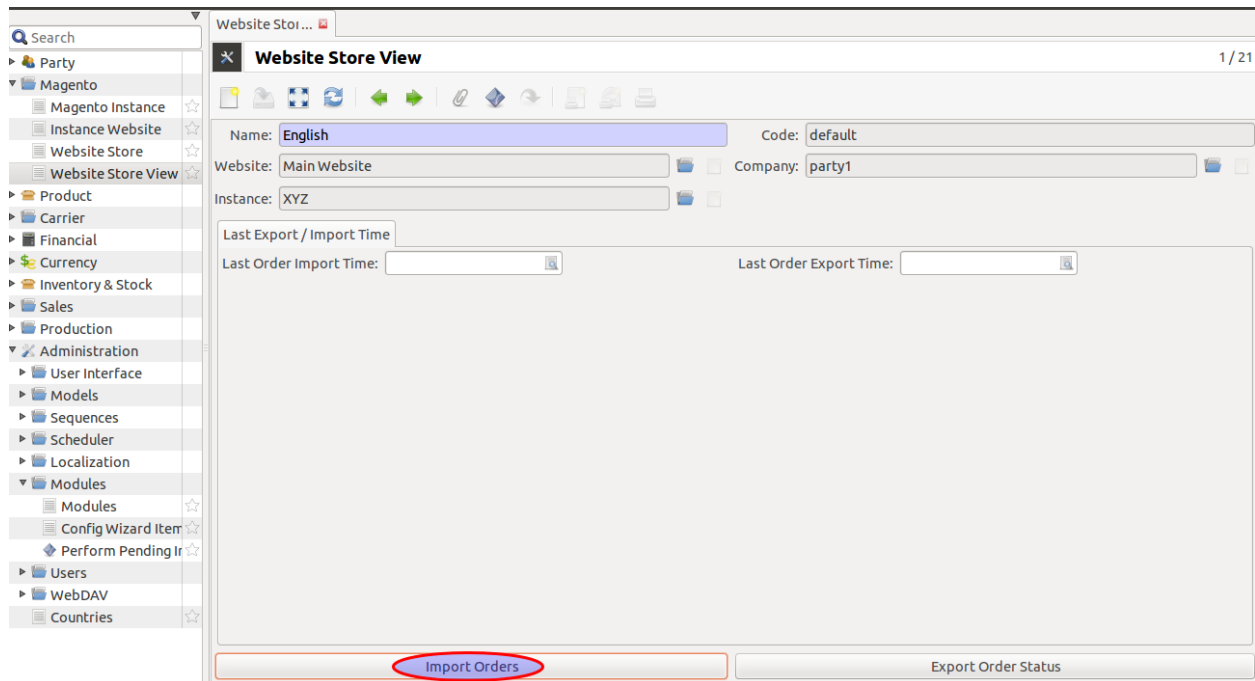 Website Stor... 
Search
Party
Magento
Magento Instance
Instance Website
Website Store
Website Store View
Product
Carrier
Financial
Currency
Inventory & Stock
Sales
Production
Administration
User Interface
Models
Sequences
Scheduler
Localization
Modules
Modules
Config Wizard Item
Perform Pending In
Users
WebDAV
Countries
Website Store View 1 / 21
Name: English Code: default
Website: Main Website Company: party1
Instance: XYZ
Last Export / Import Time
Last Order Import Time: Last Order Export Time:
Import Orders Export Order Status